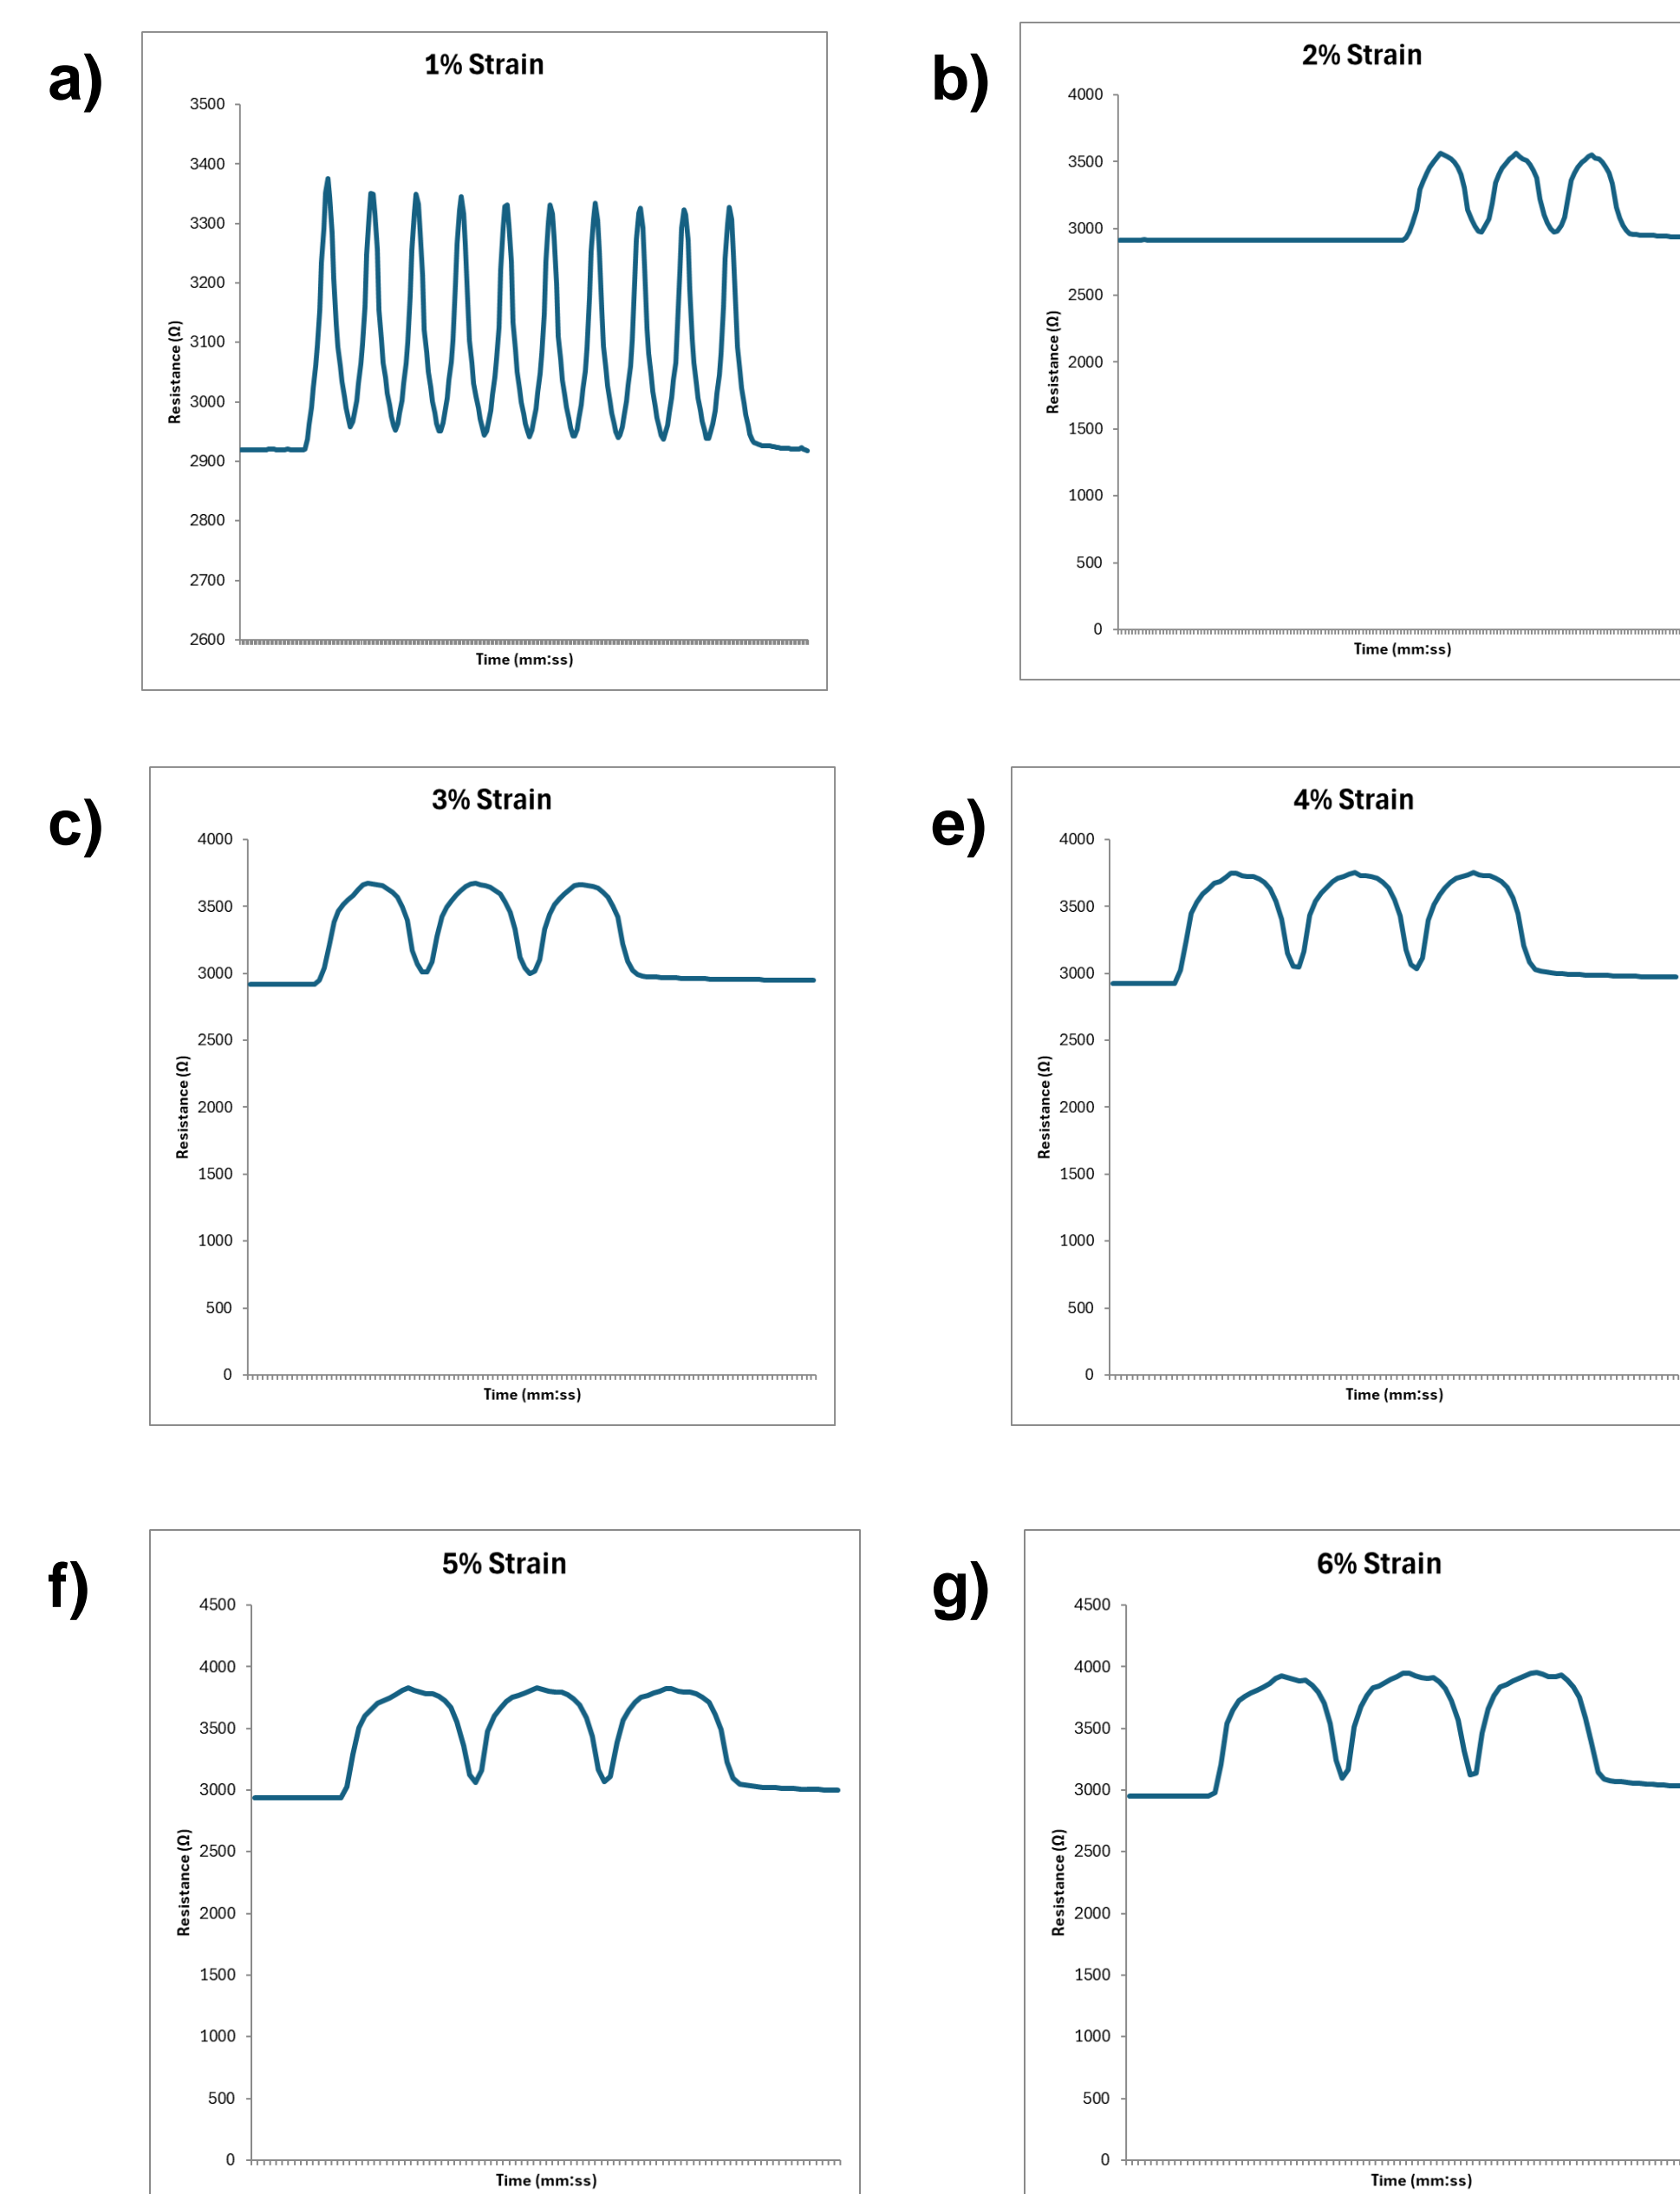 a)
1% Strain
3500
3400
3300
3200
3100
3000
2900
2800
2700
2600
Resistance (Ω)
Time (mm:ss)
b)
2% Strain
4000
3500
3000
2500
2000
1500
1000
500
0
Resistance (Ω)
Time (mm:ss)
c)
3% Strain
4000
3500
3000
2500
2000
1500
1000
500
0
Resistance (Ω)
Time (mm:ss)
e)
4% Strain
4000
3500
3000
2500
2000
1500
1000
500
0
Resistance (Ω)
Time (mm:ss)
f)
5% Strain
4500
4000
3500
3000
2500
2000
1500
1000
500
0
Resistance (Ω)
Time (mm:ss)
g)
6% Strain
4500
4000
3500
3000
2500
2000
1500
1000
500
0
Resistance (Ω)
Time (mm:ss)